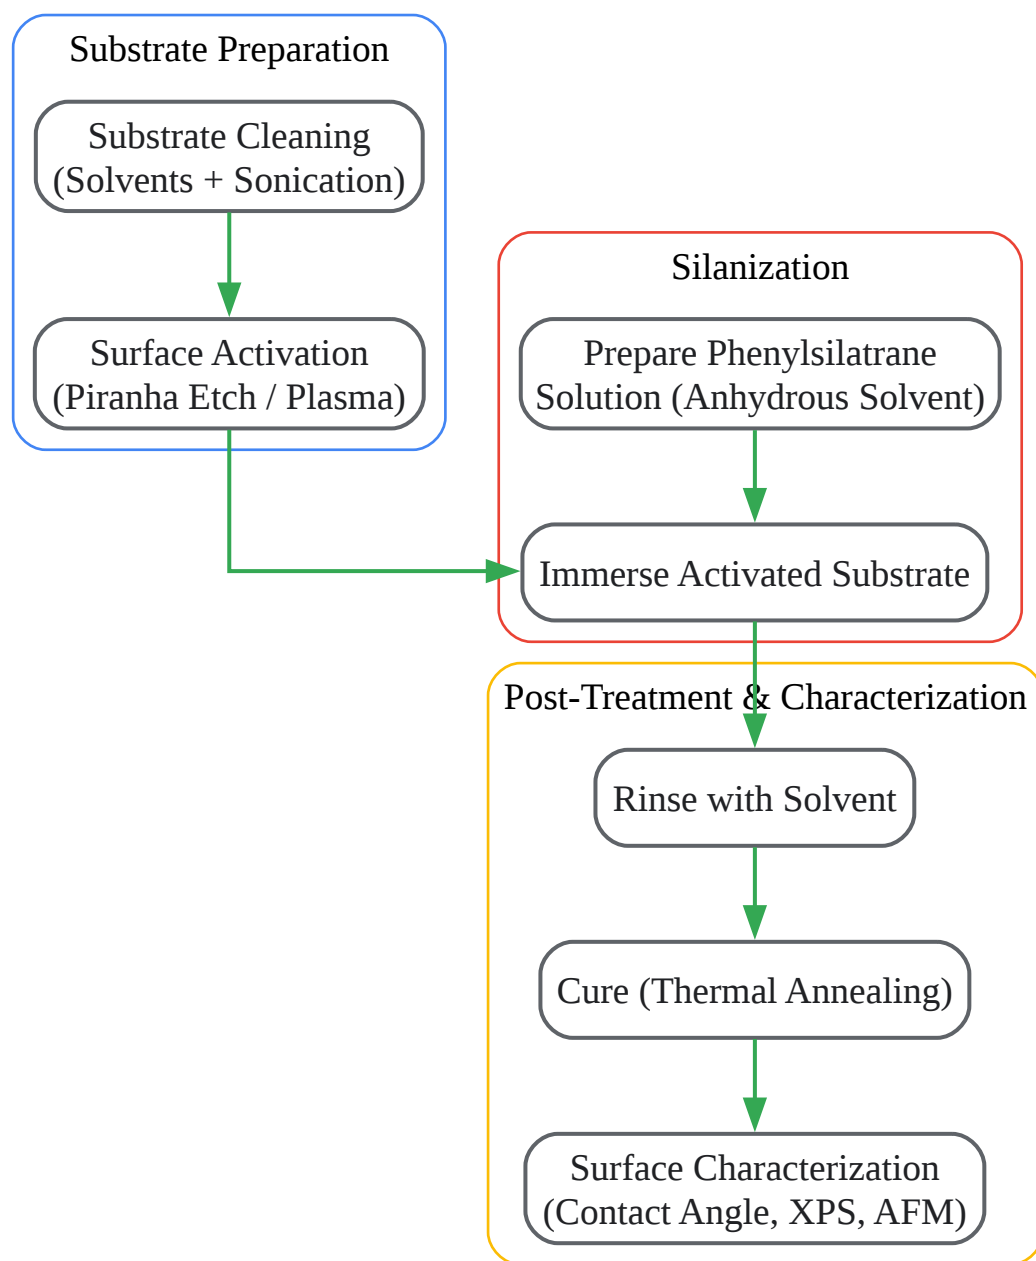 Substrate Preparation
Substrate Cleaning
(Solvents + Sonication)
Surface Activation
(Piranha Etch / Plasma)
Silanization
Prepare Phenylsilatrane
Solution (Anhydrous Solvent)
Immerse Activated Substrate
Post-Treatment & Characterization
Rinse with Solvent
Cure (Thermal Annealing)
Surface Characterization
(Contact Angle, XPS, AFM)